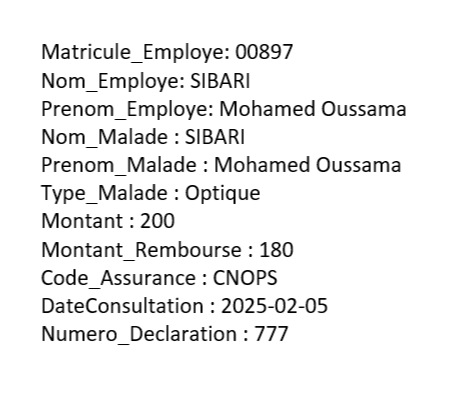 Matricule_Employe: 00897
Nom_Employe: SIBARI
Prenom_Employe: Mohamed Oussama
Nom_Malade : SIBARI
Prenom_Malade : Mohamed Oussama
Type_Malade : Optique
Montant : 200
Montant_Rembourse : 180
Code_Assurance : CNOPS
DateConsultation : 2025-02-05
Numero_Declaration : 777